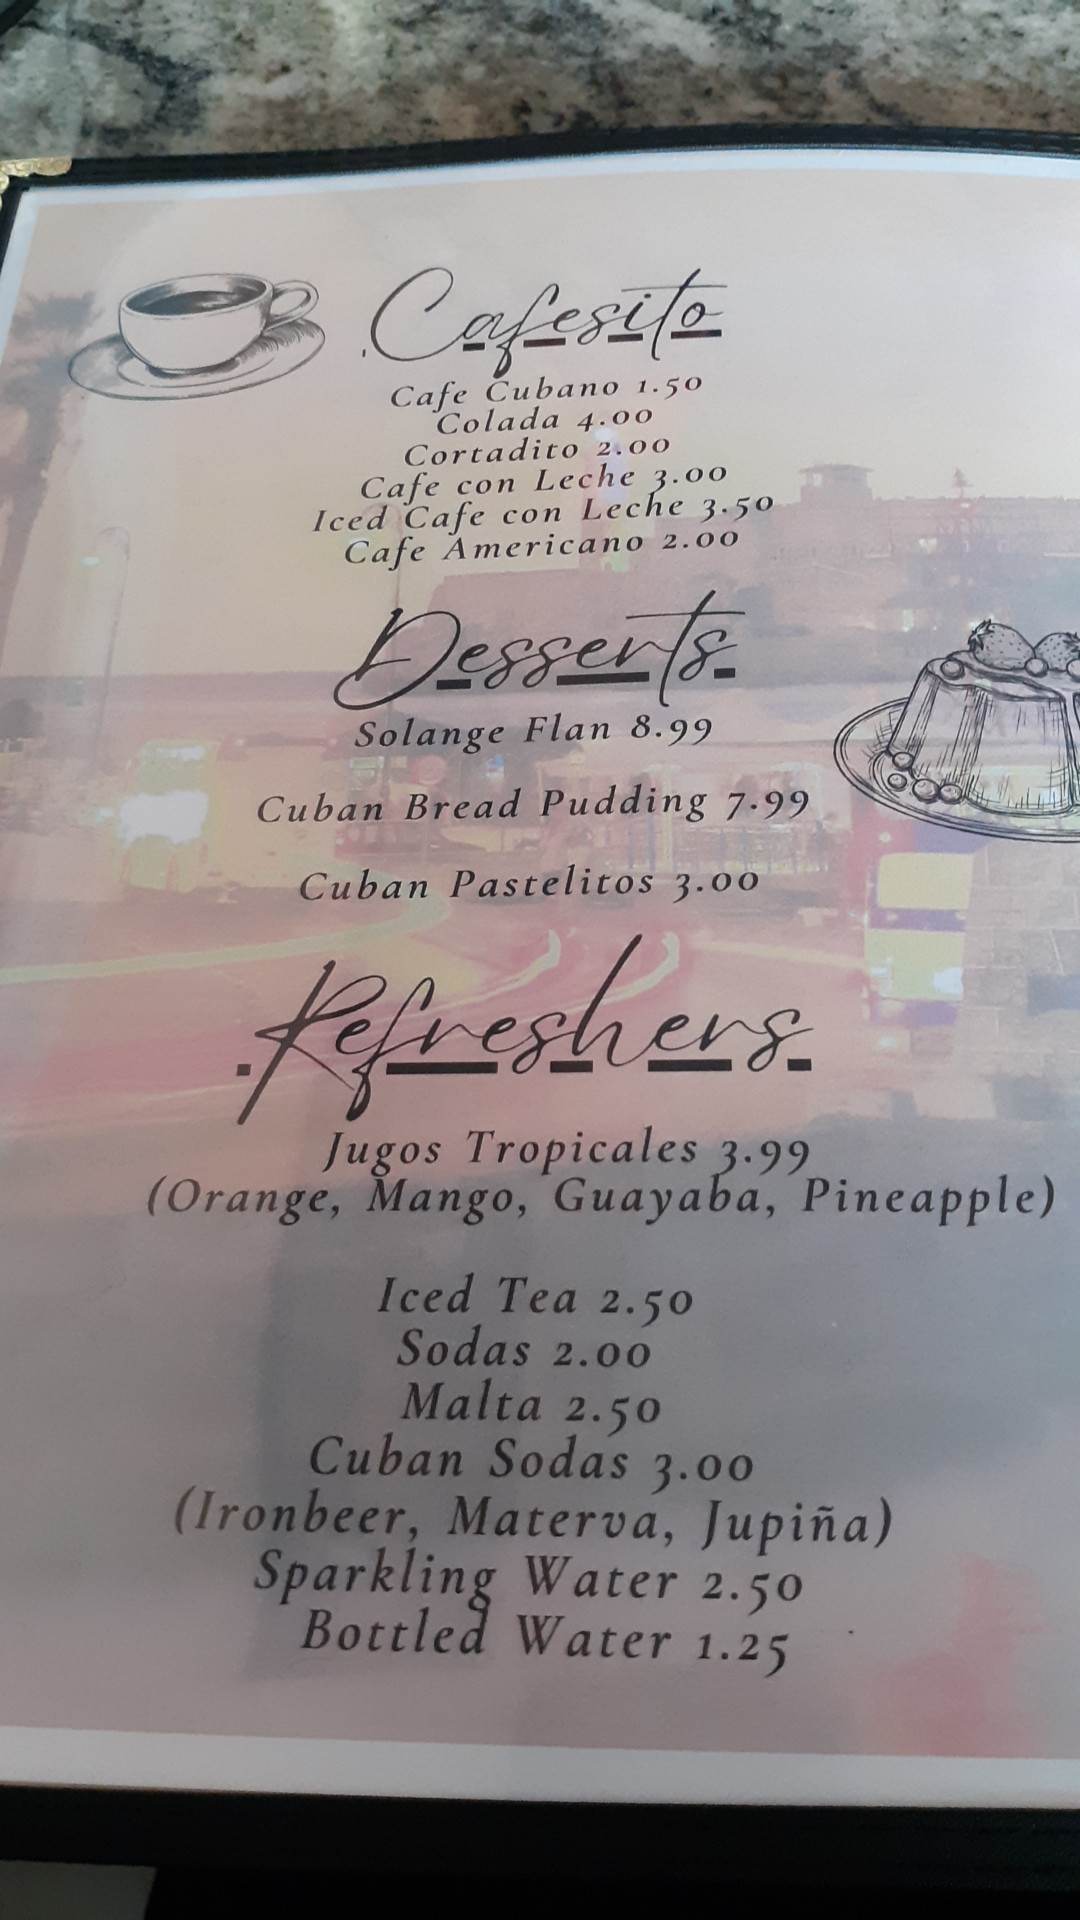 Cafesito
Cafe Cubano 1.50
Colada 4.00
Cortadito 2.00
Cafe con Leche 3.00
Iced Cafe con Leche 3.50
Cafe Americano 2.00
Desserts
Solange Flan 8.99
Cuban Bread Pudding 7.99
Cuban Pastelitos 3.00
Refreshers
Jugos Tropicales 3.99
(Orange, Mango, Guayaba, Pineapple)
Iced Tea 2.50
Sodas 2.00
Malta 2.50
Cuban Sodas 3.00
(Ironbeer, Materva, Jupiña)
Sparkling Water 2.50
Bottled Water 1.25